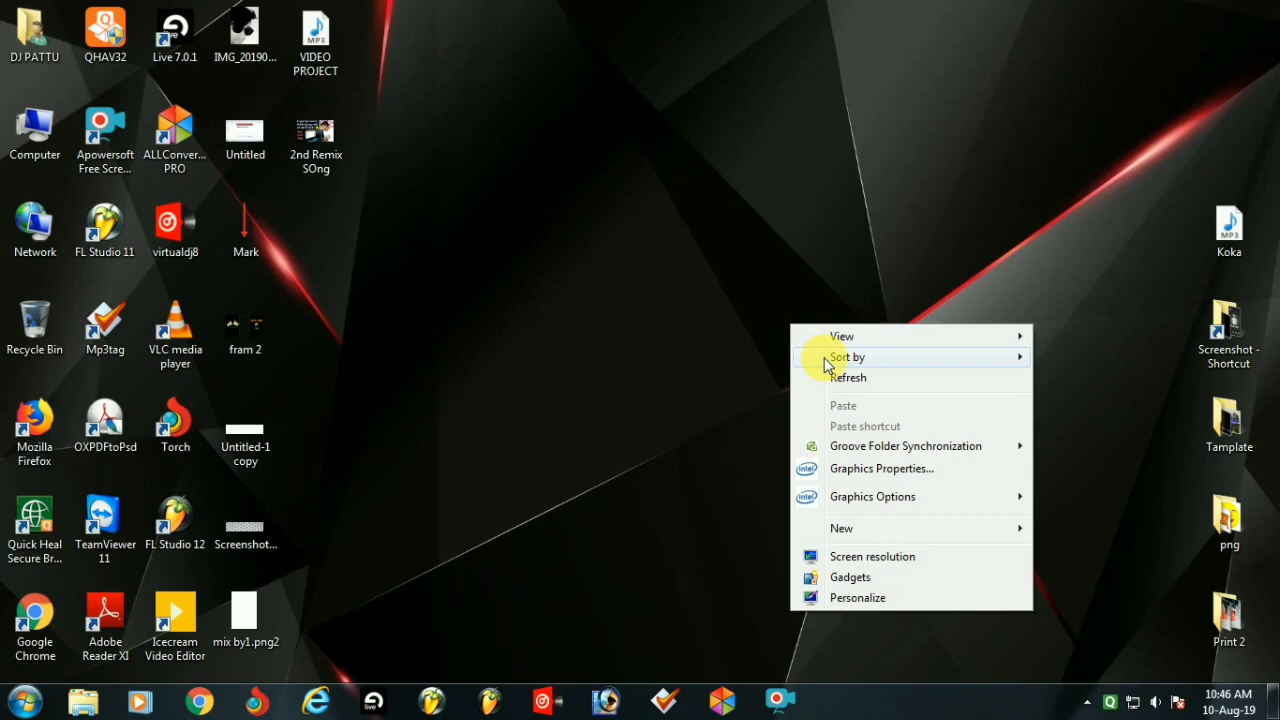 DJ PATTU
QHAV32
Live 7.0.1
IMG_20190...
VIDEO
PROJECT
Computer
Apowersoft
Free Scre...
ALLConver...
PRO
Untitled
2nd Remix
SOng
Network
FL Studio 11
virtualdj8
Mark
Recycle Bin
Mp3tag
VLC media
player
fram 2
Mozilla
Firefox
OXPDFtoPsd
Torch
Untitled-1
copy
Quick Heal
Secure Br...
TeamViewer
11
FL Studio 12
Screenshot...
Google
Chrome
Adobe
Reader XI
Icecream
Video Editor
mix by1.png2
Koka
Screenshot -
Shortcut
Tamplate
png
Print 2
View
Sort by
Refresh
Paste
Paste shortcut
Groove Folder Synchronization
Graphics Properties...
Graphics Options
New
Screen resolution
Gadgets
Personalize
10:46 AM
10-Aug-19